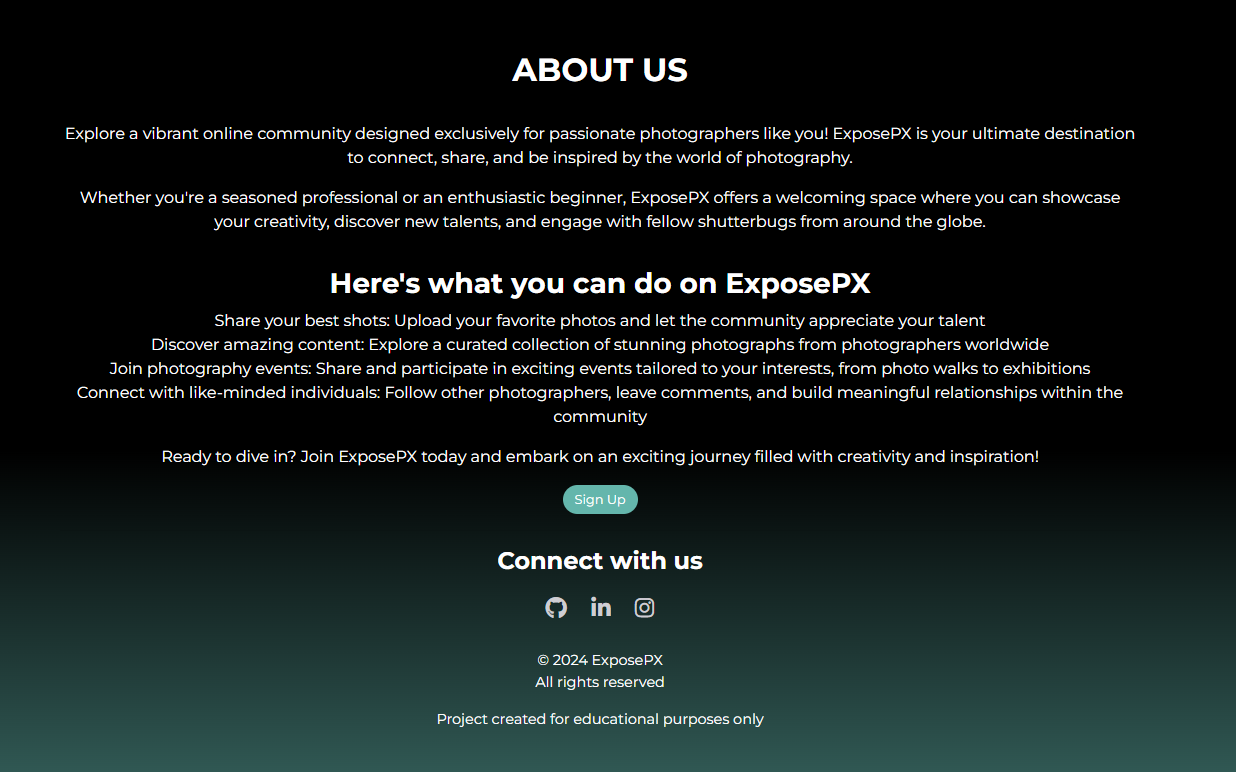 ABOUT US
Explore a vibrant online community designed exclusively for passionate photographers like you! ExposePX is your ultimate destination
to connect, share, and be inspired by the world of photography.
Whether you're a seasoned professional or an enthusiastic beginner, ExposePX offers a welcoming space where you can showcase
your creativity, discover new talents, and engage with fellow shutterbugs from around the globe.
Here's what you can do on ExposePX
Share your best shots: Upload your favorite photos and let the community appreciate your talent
Discover amazing content: Explore a curated collection of stunning photographs from photographers worldwide
Join photography events: Share and participate in exciting events tailored to your interests, from photo walks to exhibitions
Connect with like-minded individuals: Follow other photographers, leave comments, and build meaningful relationships within the
community
Ready to dive in? Join ExposePX today and embark on an exciting journey filled with creativity and inspiration!
Sign Up
Connect with us
in
© 2024 ExposePX
All rights reserved
Project created for educational purposes only